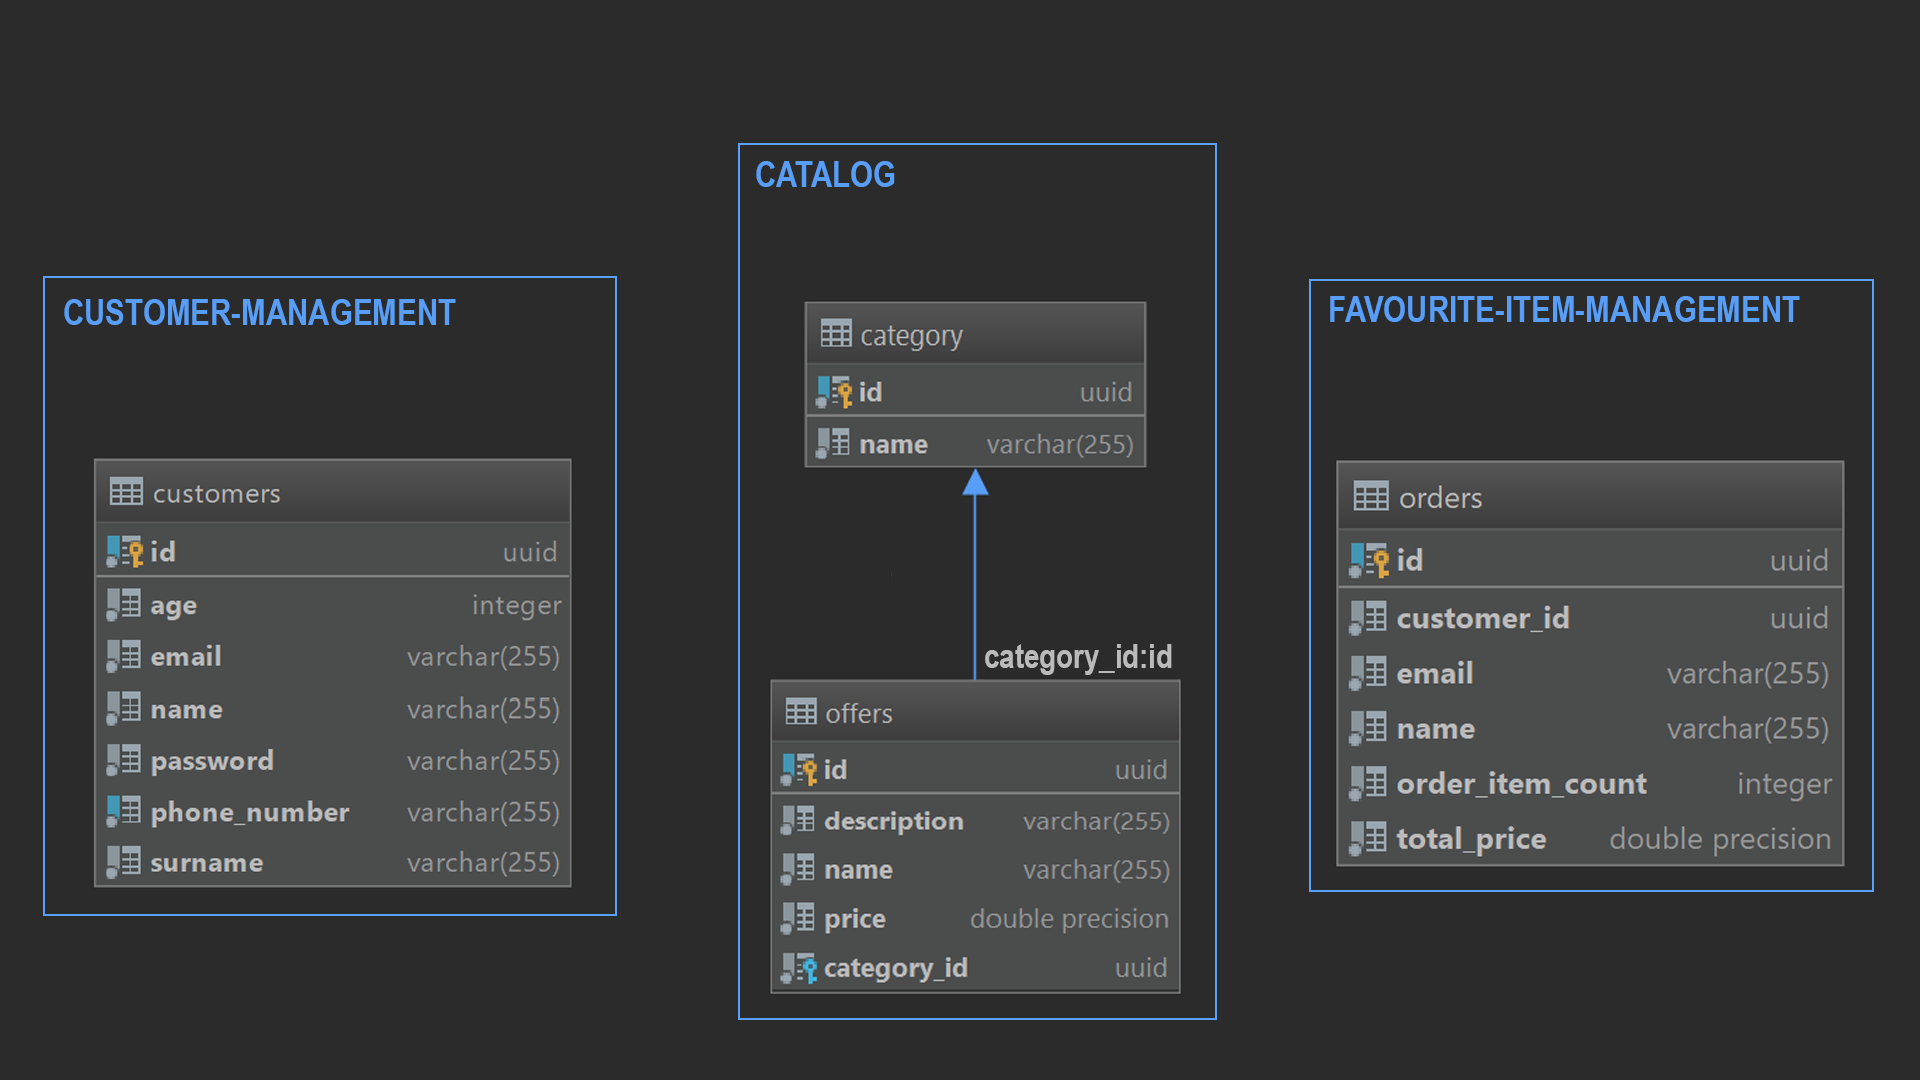 CUSTOMER-MANAGEMENT
customers
id uuid
age integer
email varchar(255)
name varchar(255)
password varchar(255)
phone_number varchar(255)
surname varchar(255)
CATALOG
category
id uuid
name varchar(255)
category_id:id
offers
id uuid
description varchar(255)
name varchar(255)
price double precision
category_id uuid
FAVOURITE-ITEM-MANAGEMENT
orders
id uuid
customer_id uuid
email varchar(255)
name varchar(255)
order_item_count integer
total_price double precision